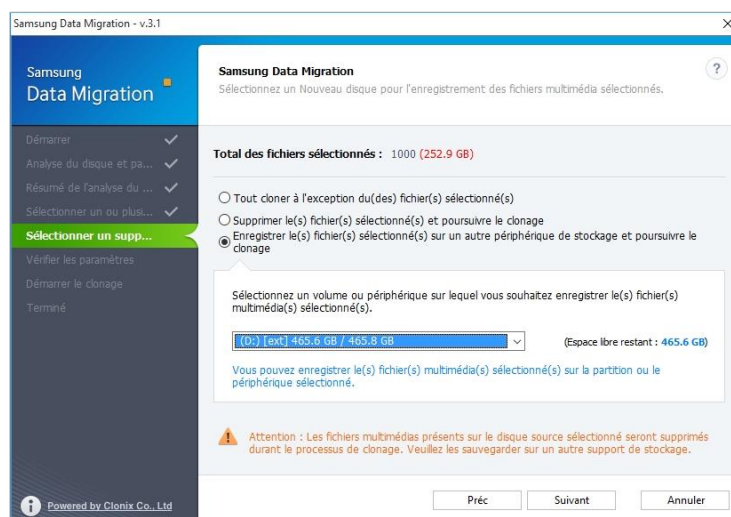 Samsung Data Migration - v.3.1
Samsung
Data Migration
Démarrer
Analyse du disque et pa...
Résumé de l'analyse du ...
Sélectionner un ou plusi...
Sélectionner un supp...
Vérifier les paramètres
Démarrer le clonage
Terminé
Powered by Clonix Co., Ltd
Samsung Data Migration
?
Sélectionnez un Nouveau disque pour l'enregistrement des fichiers multimédia sélectionnés.
Total des fichiers sélectionnés : 1000 (252.9 GB)
Tout cloner à l'exception du(des) fichier(s) sélectionné(s)
Supprimer le(s) fichier(s) sélectionné(s) et poursuivre le clonage
Enregistrer le(s) fichier(s) sélectionné(s) sur un autre périphérique de stockage et poursuivre le
clonage
Sélectionnez un volume ou périphérique sur lequel vous souhaitez enregistrer le(s) fichier(s)
multimédia(s) sélectionné(s).
(D:) [ext] 465.6 GB / 465.8 GB
(Espace libre restant : 465.6 GB)
Vous pouvez enregistrer le(s) fichier(s) multimédia(s) sélectionné(s) sur la partition ou le
périphérique sélectionné.
Attention : Les fichiers multimédias présents sur le disque source sélectionné seront supprimés
durant le processus de clonage. Veuillez les sauvegarder sur un autre support de stockage.
Préc
Suivant
Annuler